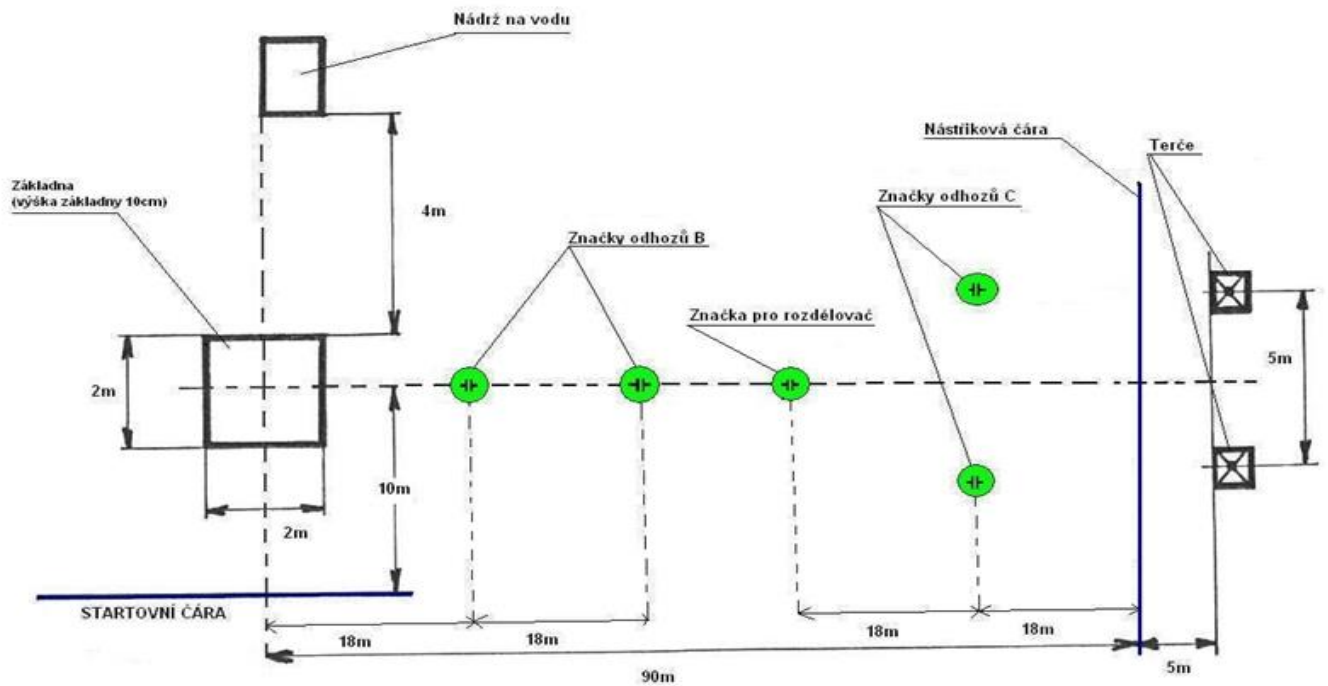 Nádrž na vodu
Nástřiková čára
Terče
Základna
(výška základny 10cm)
4m
Značky odhozů C
Značky odhozů B
Značka pro rozdělovač
5m
2m
10m
2m
STARTOVNÍ ČÁRA
18m
18m
18m
18m
90m
5m